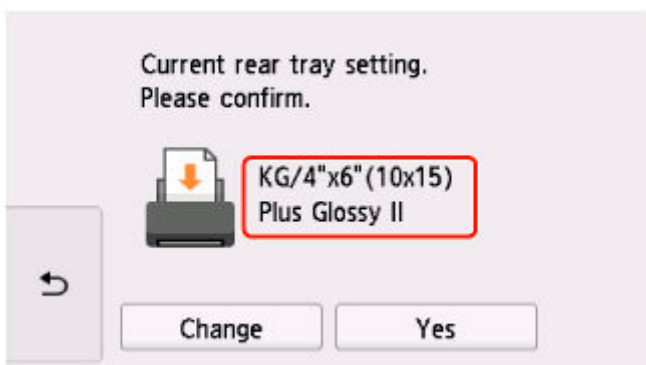 Current rear tray setting.
Please confirm.
KG/4"x6"(10x15)
Plus Glossy II
Change
Yes